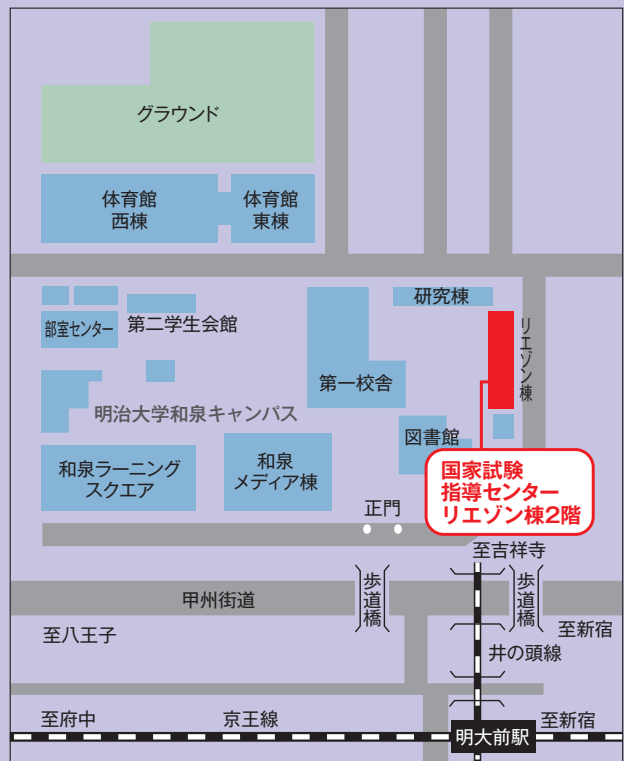 グラウンド
体育館
西棟
体育館
東棟
研究棟
部室センター
第二学生会館
リエゾン棟
第一校舎
明治大学和泉キャンパス
図書館
和泉ラーニング
スクエア
和泉
メディア棟
国家試験
指導センター
リエゾン棟2階
正門
至吉祥寺
甲州街道
歩道橋
歩道橋
至八王子
至新宿
井の頭線
至府中
京王線
明大前駅
至新宿